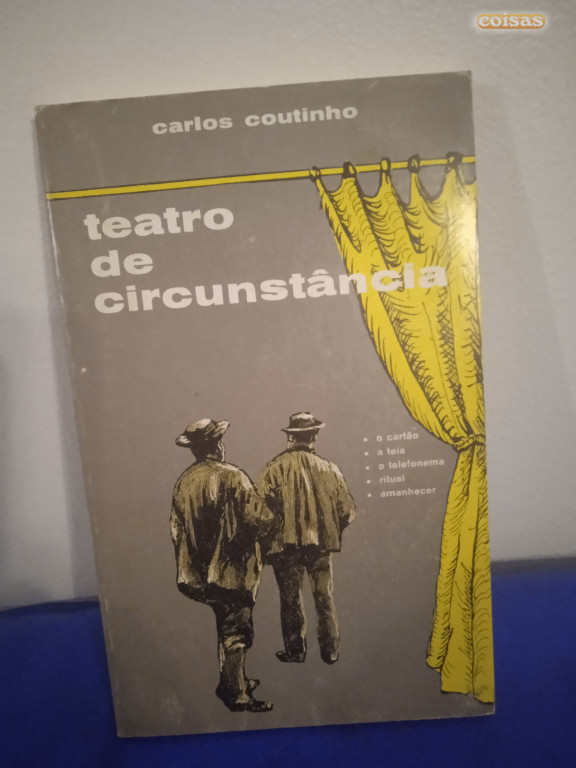 coisas
carlos coutinho
teatro
de
circunstância
• o cartão
• a teia
• o telefonema
• ritual
• amanhecer